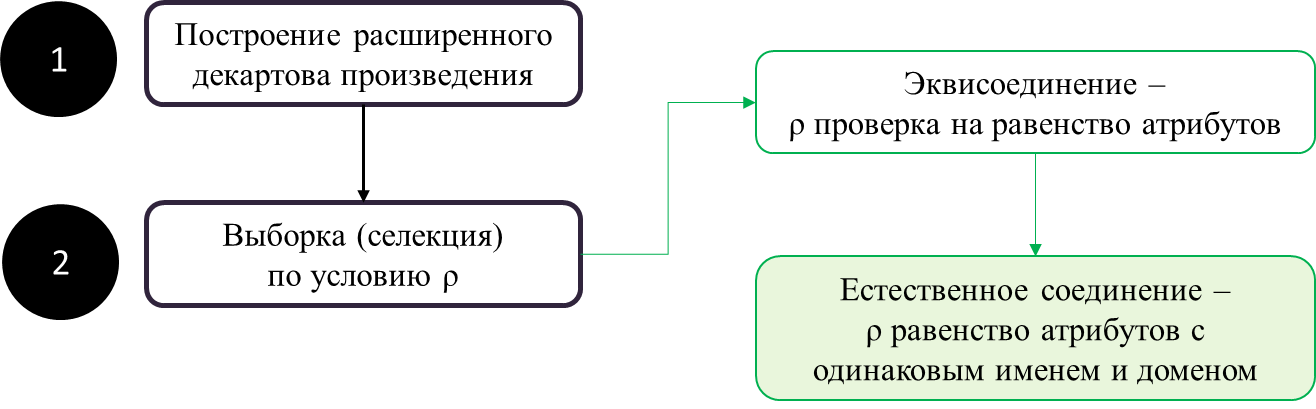 1
Построение расширенного
декартова произведения
2
Выборка (селекция)
по условию ρ
Эквисоединение –
ρ проверка на равенство атрибутов
Естественное соединение –
ρ равенство атрибутов с
одинаковым именем и доменом